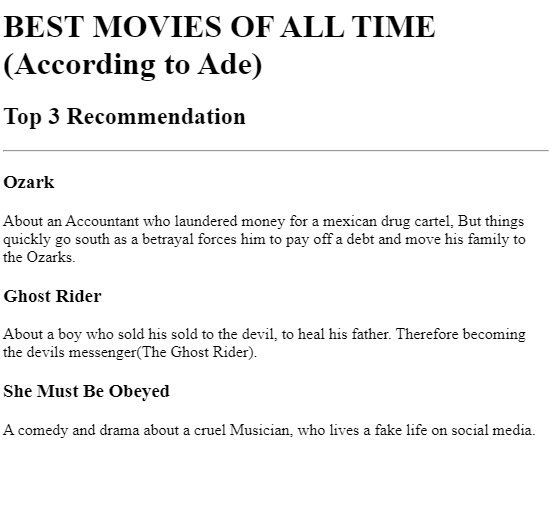 BEST MOVIES OF ALL TIME
(According to Ade)
Top 3 Recommendation
Ozark
About an Accountant who laundered money for a mexican drug cartel, But things
quickly go south as a betrayal forces him to pay off a debt and move his family to
the Ozarks.
Ghost Rider
About a boy who sold his sold to the devil, to heal his father. Therefore becoming
the devils messenger(The Ghost Rider).
She Must Be Obeyed
A comedy and drama about a cruel Musician, who lives a fake life on social media.